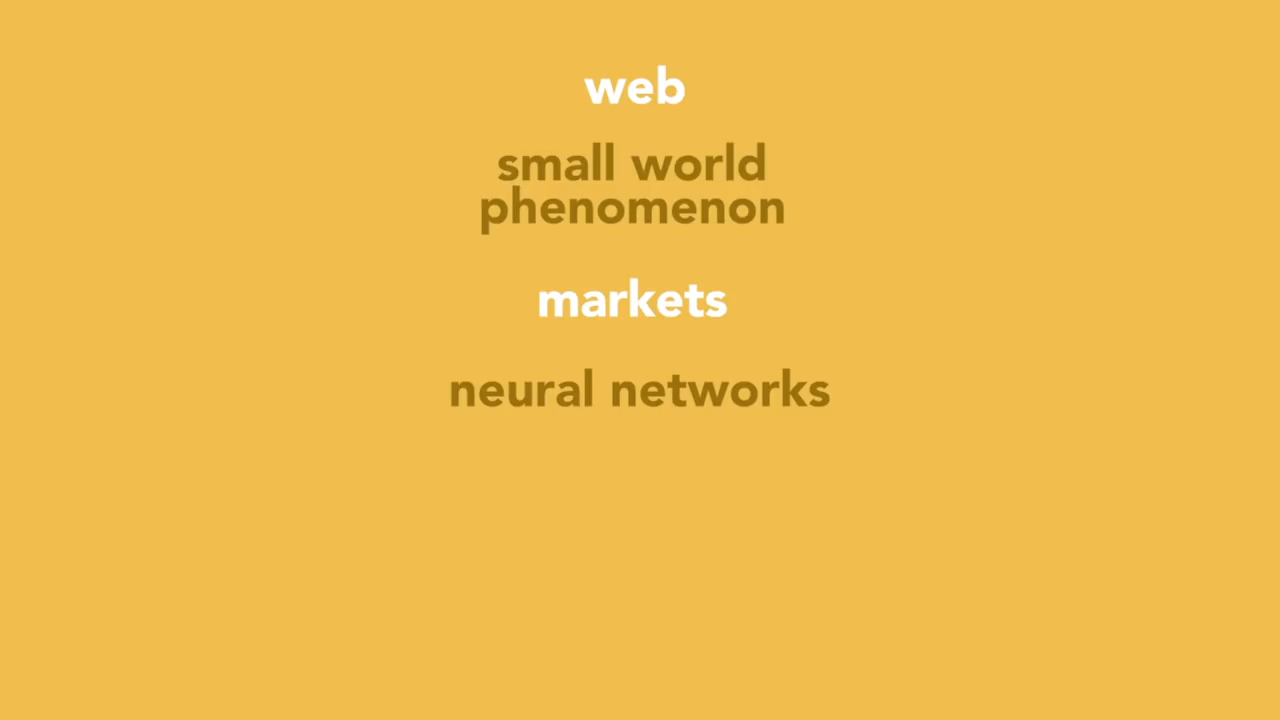 web
small world
phenomenon
markets
neural networks